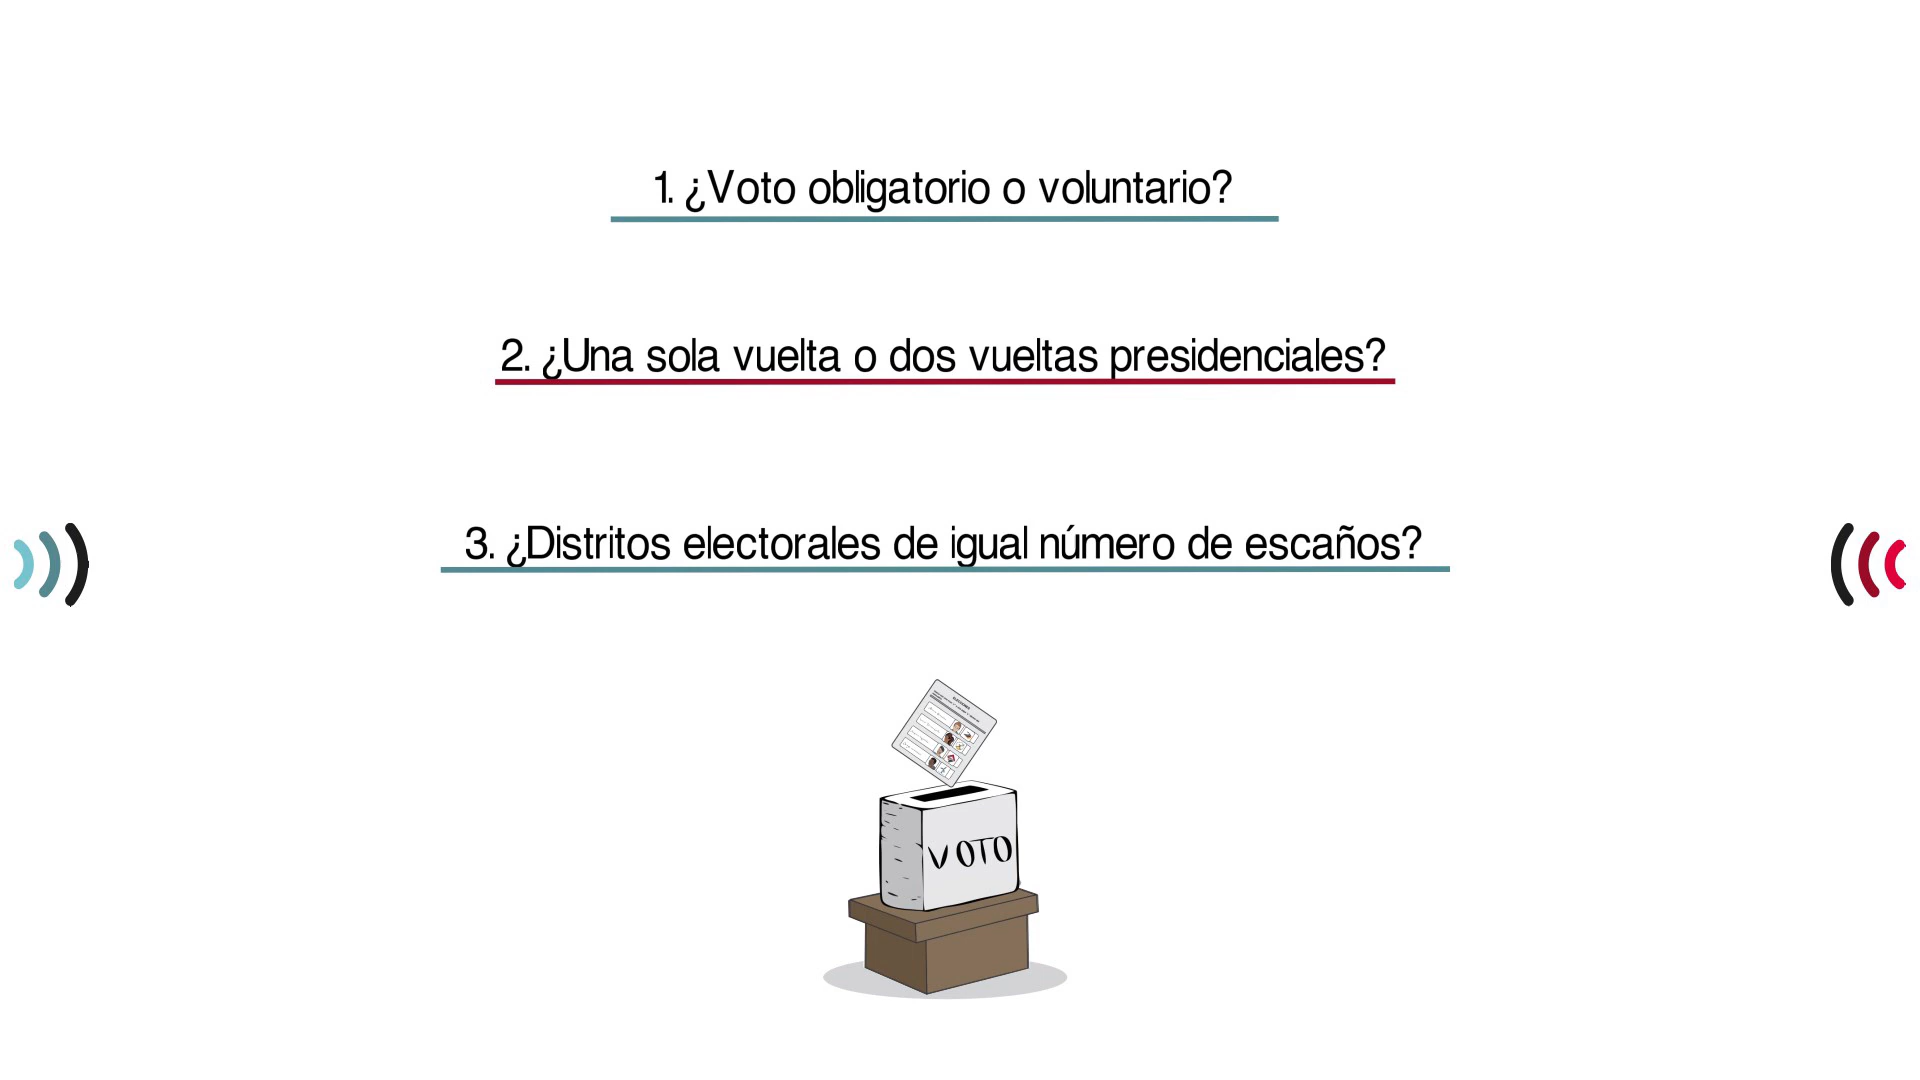 1. ¿Voto obligatorio o voluntario?
2. ¿Una sola vuelta o dos vueltas presidenciales?
3. ¿Distritos electorales de igual número de escaños?
VOTO